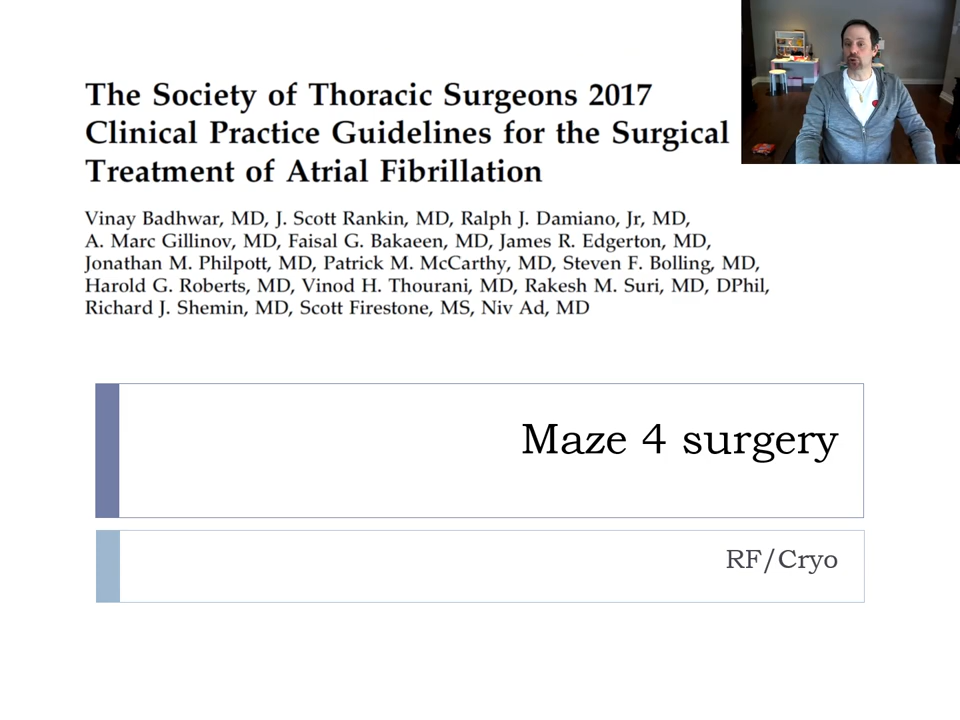 The Society of Thoracic Surgeons 2017
Clinical Practice Guidelines for the Surgical
Treatment of Atrial Fibrillation
Vinay Badhwar, MD, J. Scott Rankin, MD, Ralph J. Damiano, Jr, MD,
A. Marc Gillinov, MD, Faisal G. Bakaeen, MD, James R. Edgerton, MD,
Jonathan M. Philpott, MD, Patrick M. McCarthy, MD, Steven F. Bolling, MD,
Harold G. Roberts, MD, Vinod H. Thourani, MD, Rakesh M. Suri, MD, DPhil,
Richard J. Shemin, MD, Scott Firestone, MS, Niv Ad, MD
Maze 4 surgery
RF/Cryo